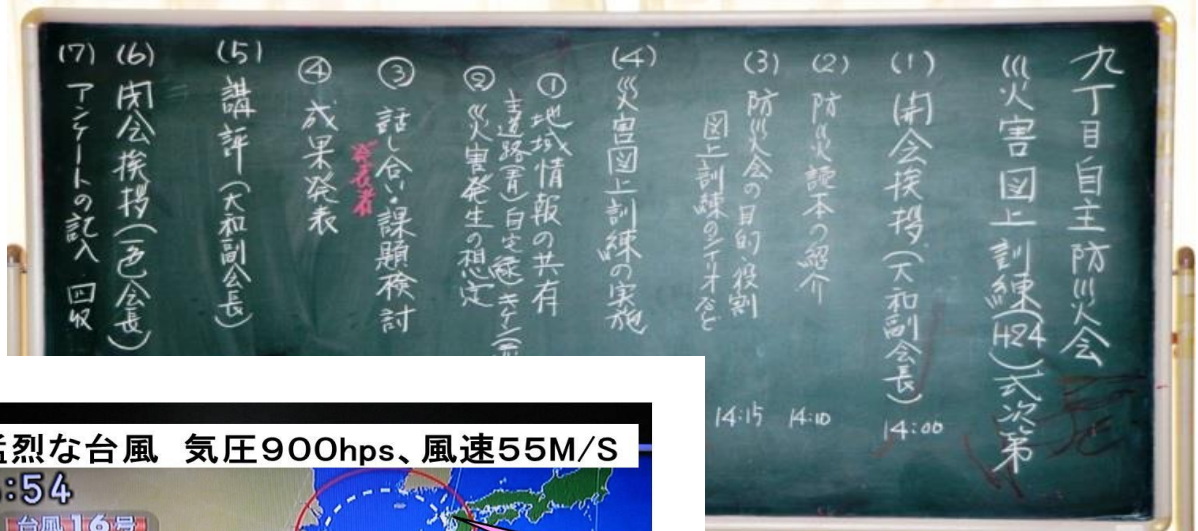 九丁目自主防災会
災害図上訓練(H24)式次第
(1) 開会挨拶(大和副会長) 14:00
(2) 防災読本の紹介 14:10
(3) 防災会の目的・役割 14:15
図上訓練のシナリオなど
(4) 災害図上訓練の実施
① 地域情報の共有
主道路(青)自宅(緑)キケン(
② 災害発生の想定
③ 話し合い・課題検討
発表者
④ 成果発表
(5) 講評(大和副会長)
(6) 閉会挨拶(一色会長)
(7) アンケートの記入 回収
烈な台風 気圧900hps、風速55M/S
:54
台風16号